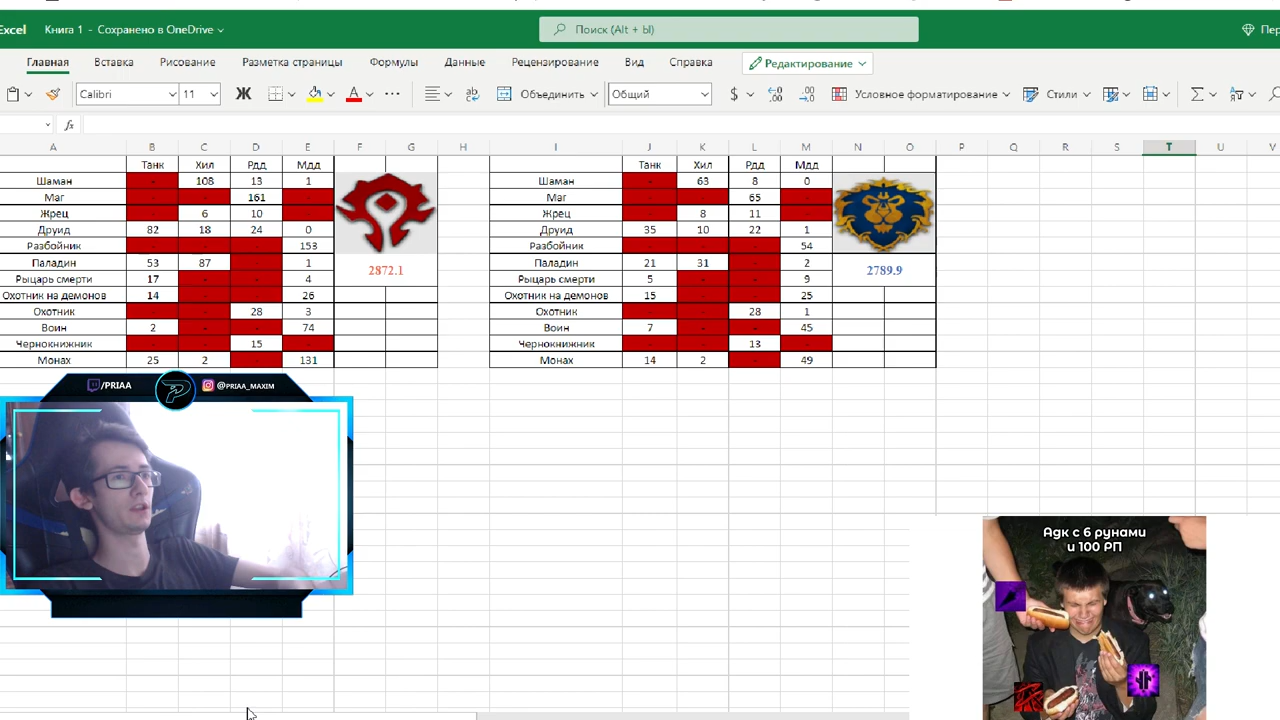 Excel Книга 1 - Сохранено в OneDrive Поиск (Alt + Ы)
Главная Вставка Рисование Разметка страницы Формулы Данные Рецензирование Вид Справка Редактирование
Calibri 11 Ж А Объединить Общий $ Условное форматирование Стили
fx
A B C D E F G H I J K L M N O P Q R S T U V
Танк Хил Рдд Мдд Танк Хил Рдд Мдд
Шаман - 108 13 1 Шаман - 63 8 0
Маг - - 161 - Маг - - 65 -
Жрец - 6 10 - Жрец - 8 11 -
Друид 82 18 24 0 Друид 35 10 22 1
Разбойник - - - 153 Разбойник - - - 54
Паладин 53 87 - 1 Паладин 21 31 - 2
2872.1 2789.9
Рыцарь смерти 17 - - 4 Рыцарь смерти 5 - - 9
Охотник на демонов 14 - - 26 Охотник на демонов 15 - - 25
Охотник - - 28 3 Охотник - - 28 1
Воин 2 - - 74 Воин 7 - - 45
Чернокнижник - - 15 - Чернокнижник - - 13 -
Монах 25 2 - 131 Монах 14 2 - 49
/PRIAA @PRIAA_MAXIM
Адк с 6 рунами
и 100 РП